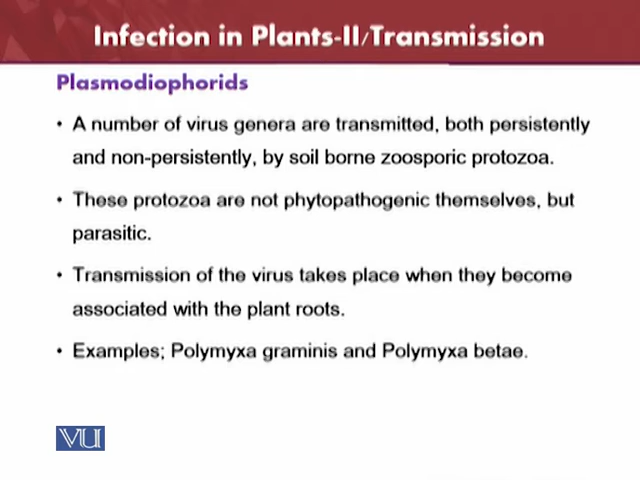 Infection in Plants-II/Transmission
Plasmodiophorids
• A number of virus genera are transmitted, both persistently
and non-persistently, by soil borne zoosporic protozoa.
• These protozoa are not phytopathogenic themselves, but
parasitic.
• Transmission of the virus takes place when they become
associated with the plant roots.
• Examples; Polymyxa graminis and Polymyxa betae.
VU